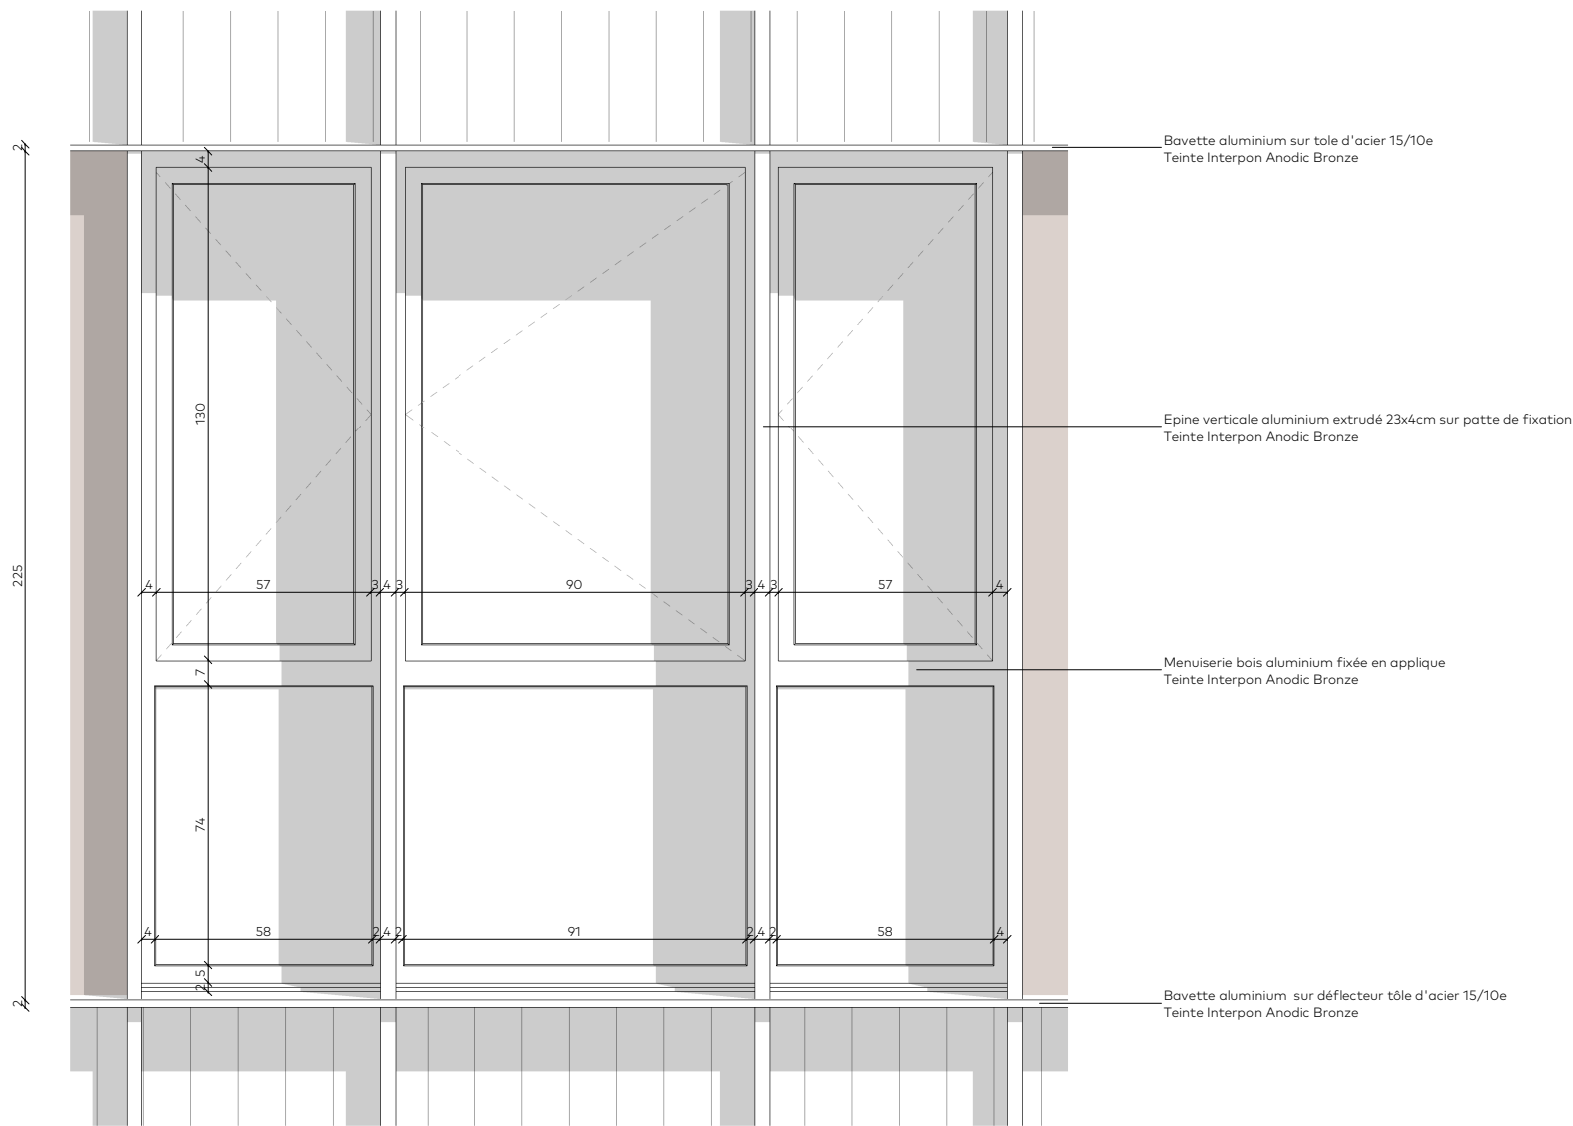 2
4
Bavette aluminium sur tole d'acier 15/10e
Teinte Interpon Anodic Bronze
130
Epine verticale aluminium extrudé 23x4cm sur patte de fixation
Teinte Interpon Anodic Bronze
225
4 57 3 4 3 90 3 4 3 57 4
7
Menuiserie bois aluminium fixée en applique
Teinte Interpon Anodic Bronze
74
4 58 2 4 2 91 2 4 2 58 4
5
2
2
Bavette aluminium sur déflecteur tôle d'acier 15/10e
Teinte Interpon Anodic Bronze